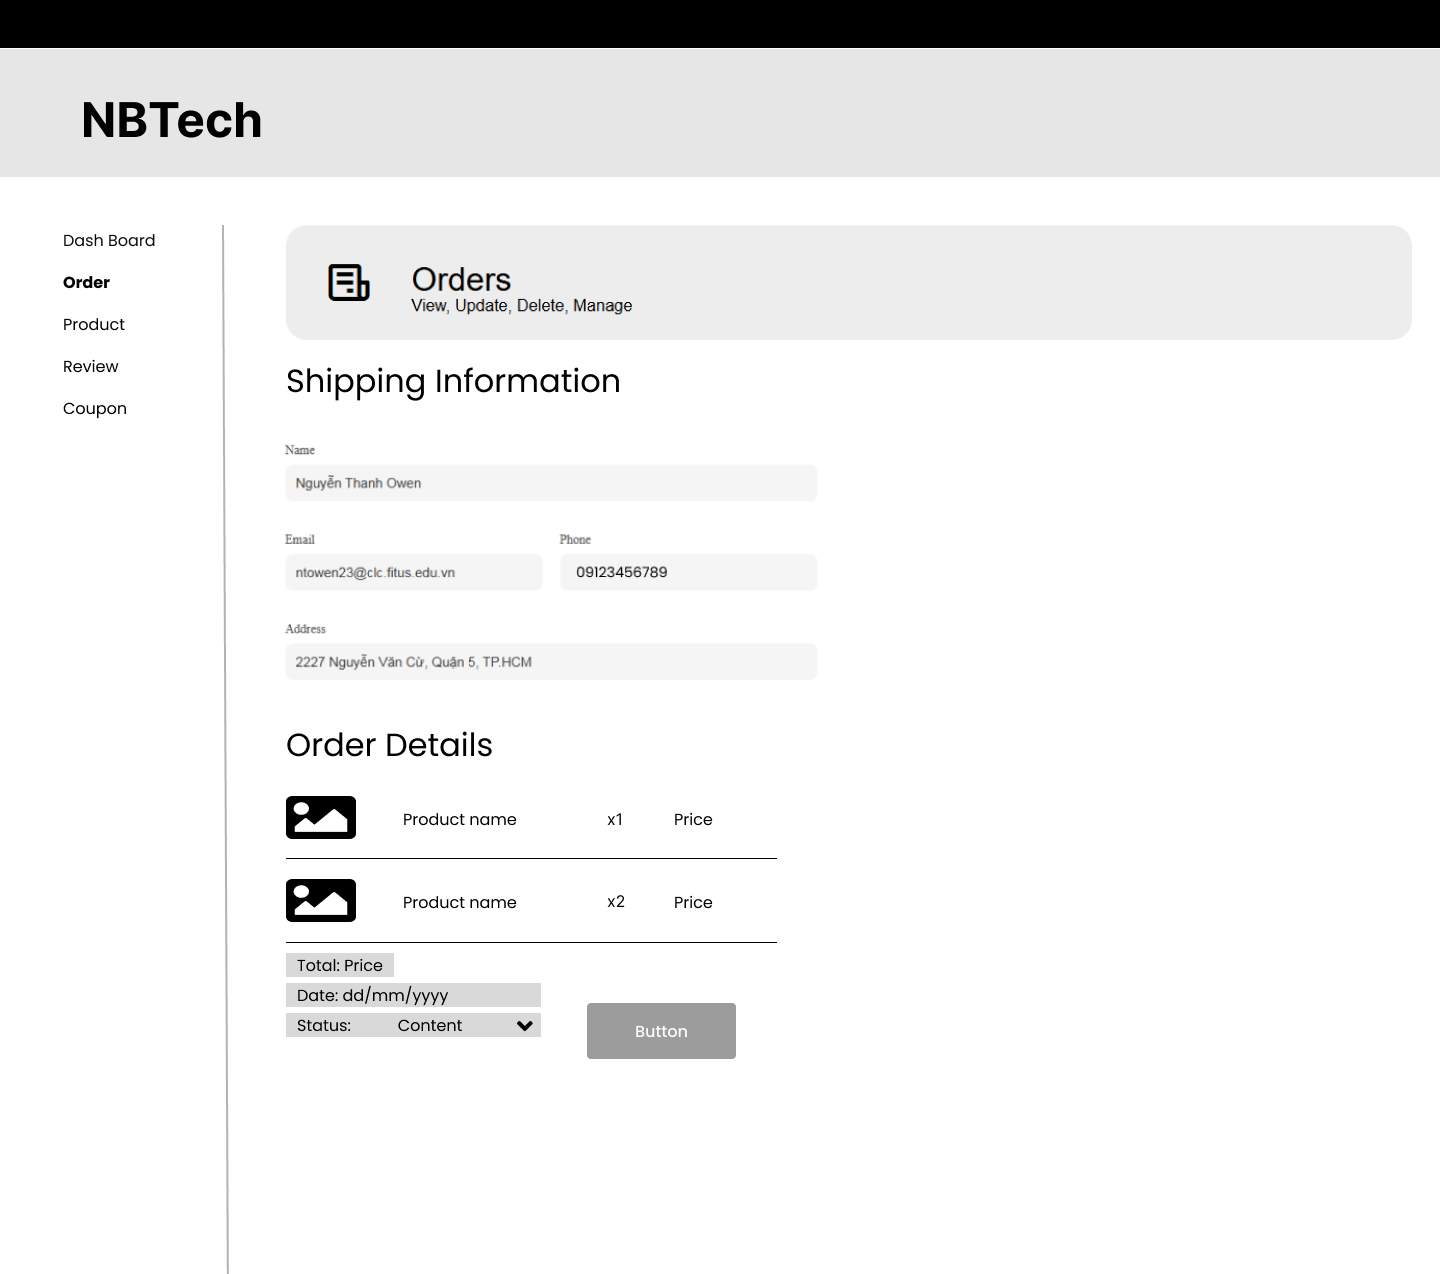 NBTech
Dash Board
Order
Product
Review
Coupon
Orders
View, Update, Delete, Manage
Shipping Information
Name
Nguyễn Thanh Owen
Email Phone
ntowen23@clc.fitus.edu.vn 09123456789
Address
2227 Nguyễn Văn Cừ, Quận 5, TP.HCM
Order Details
Product name x1 Price
Product name x2 Price
Total: Price
Date: dd/mm/yyyy
Status: Content
Button